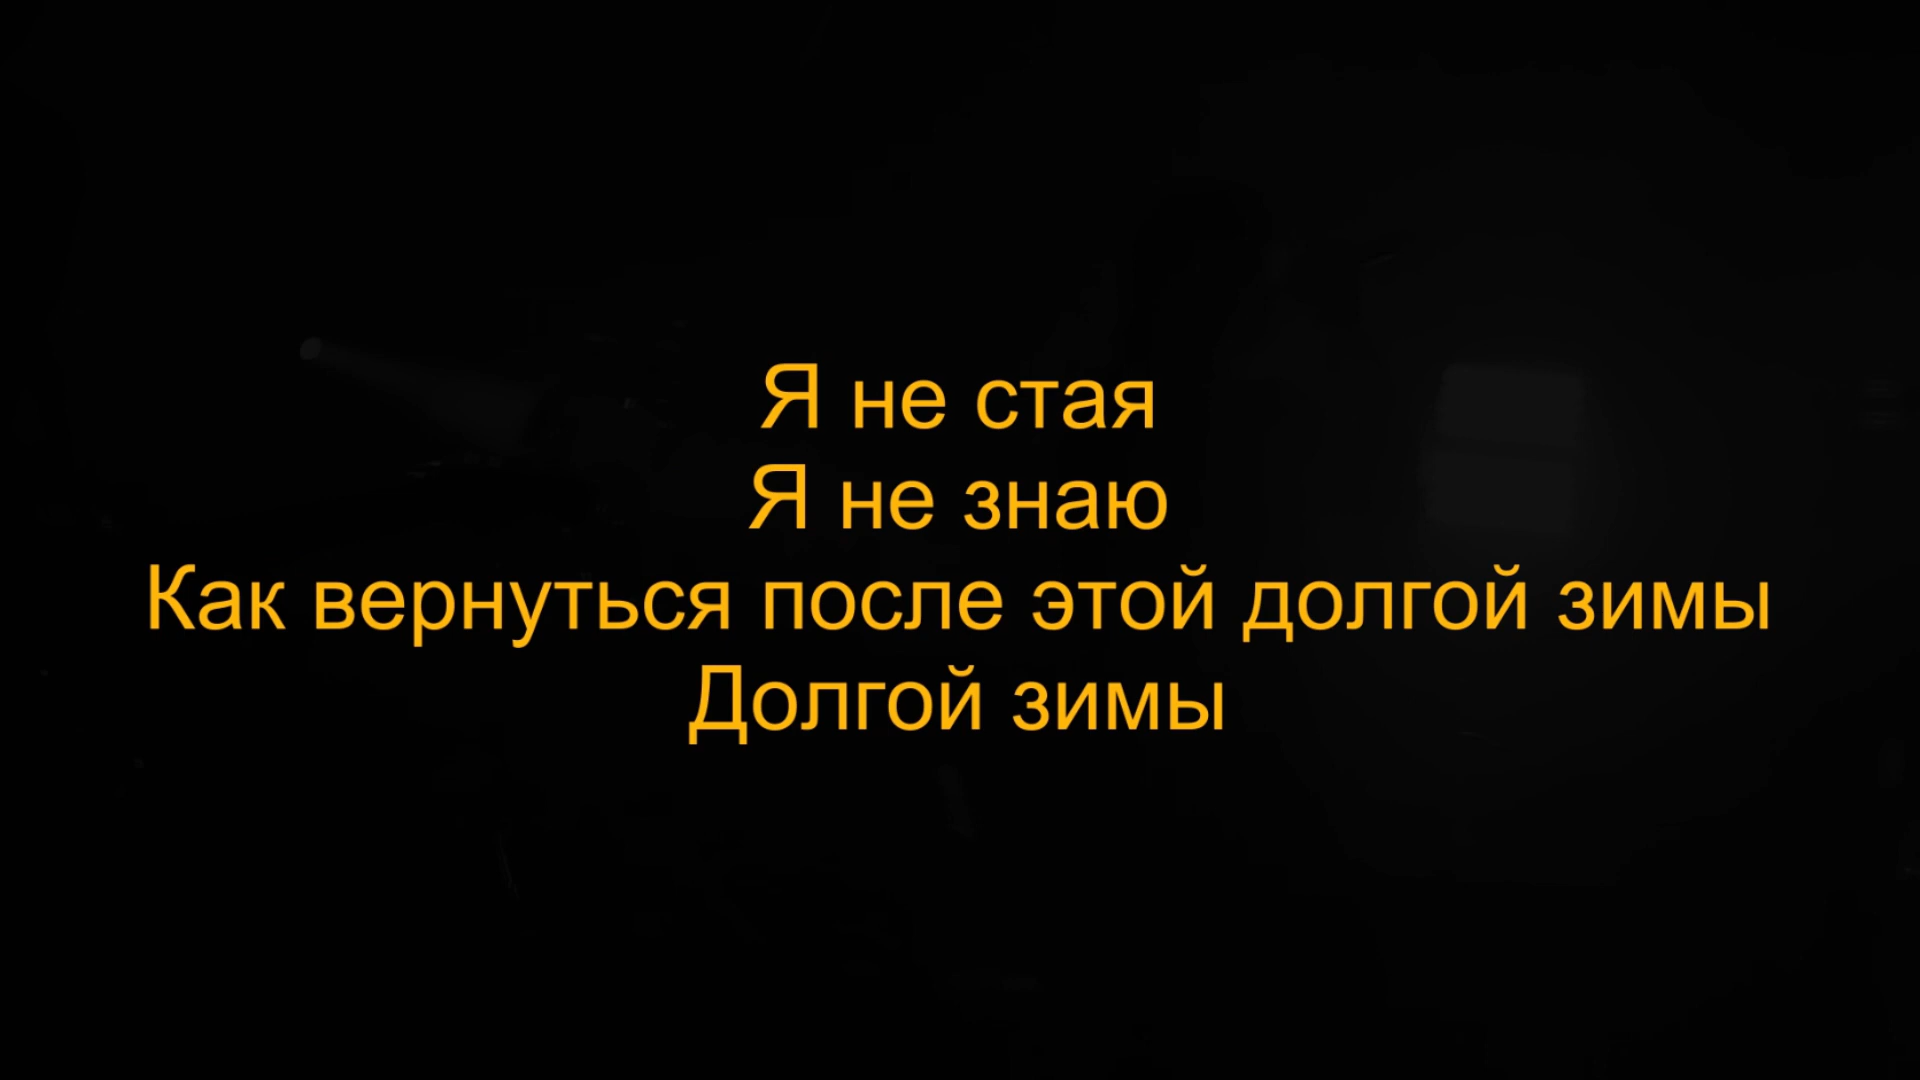 Я не стая
Я не знаю
Как вернуться после этой долгой зимы
Долгой зимы